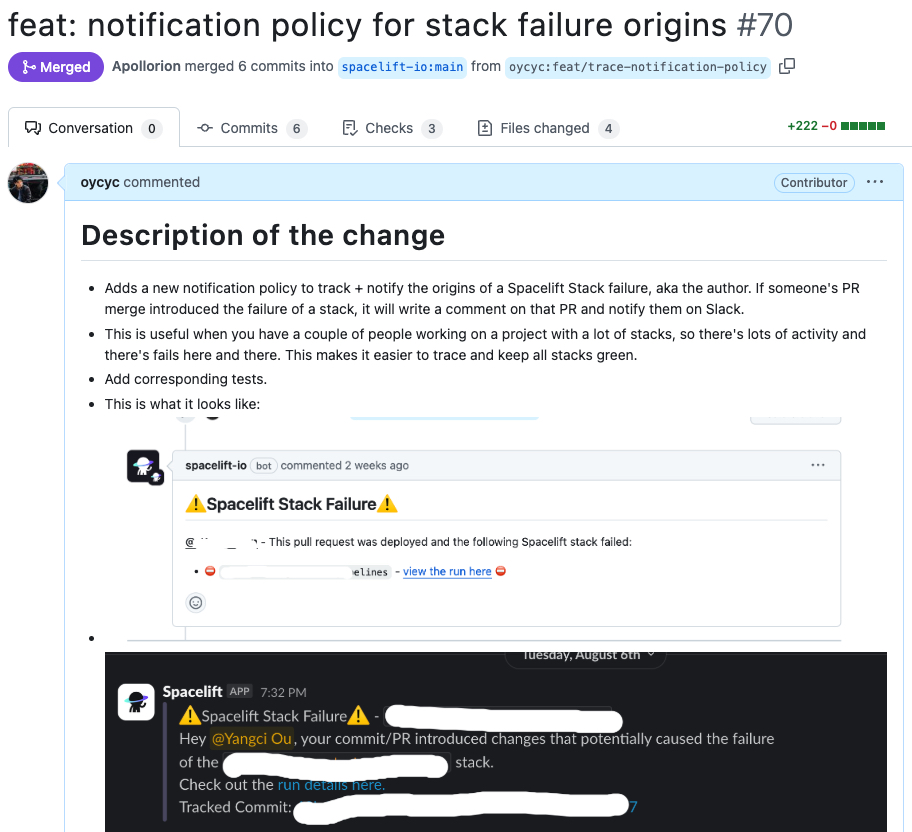 feat: notification policy for stack failure origins #70
Merged Apollorion merged 6 commits into spacelift-io:main from oycyc:feat/trace-notification-policy
Conversation 0 Commits 6 Checks 3 Files changed 4 +222 −0
oycyc commented Contributor
Description of the change
Adds a new notification policy to track + notify the origins of a Spacelift Stack failure, aka the author. If someone's PR
merge introduced the failure of a stack, it will write a comment on that PR and notify them on Slack.
This is useful when you have a couple of people working on a project with a lot of stacks, so there's lots of activity and
there's fails here and there. This makes it easier to trace and keep all stacks green.
Add corresponding tests.
This is what it looks like:
spacelift-io bot commented 2 weeks ago
⚠️Spacelift Stack Failure⚠️
@ - This pull request was deployed and the following Spacelift stack failed:
elines - view the run here
Tuesday, August 6th
Spacelift APP 7:32 PM
⚠️Spacelift Stack Failure⚠️ -
Hey @Yangci Ou, your commit/PR introduced changes that potentially caused the failure
of the stack.
Check out the run details here.
Tracked Commit: 7